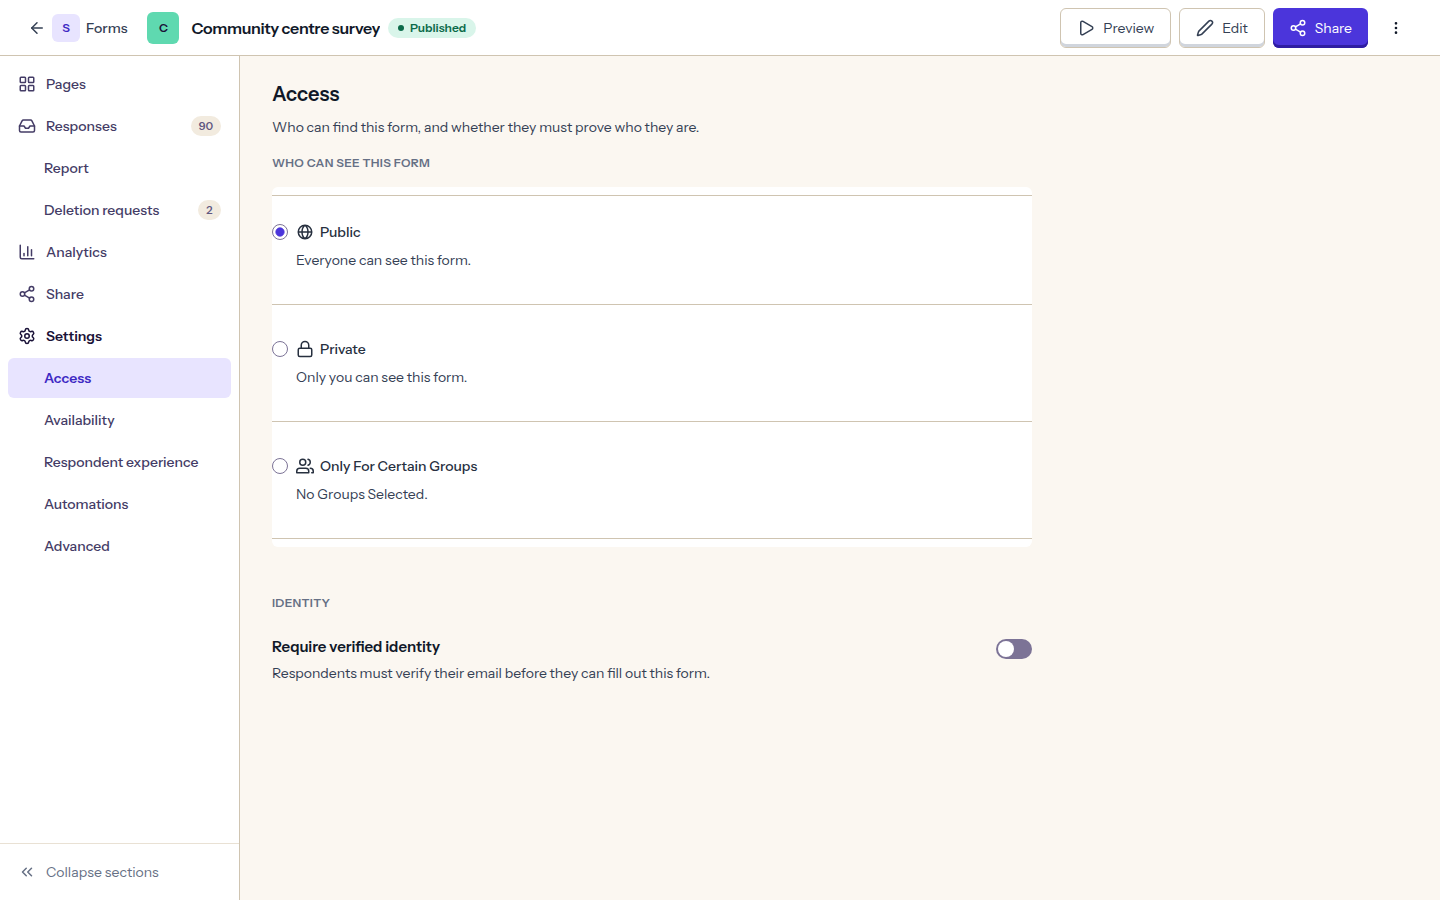 S Forms C Community centre survey Published Preview Edit Share
Pages
Responses 90
Report
Deletion requests 2
Analytics
Share
Settings
Access
Availability
Respondent experience
Automations
Advanced
Collapse sections
Access
Who can find this form, and whether they must prove who they are.
WHO CAN SEE THIS FORM
Public
Everyone can see this form.
Private
Only you can see this form.
Only For Certain Groups
No Groups Selected.
IDENTITY
Require verified identity
Respondents must verify their email before they can fill out this form.